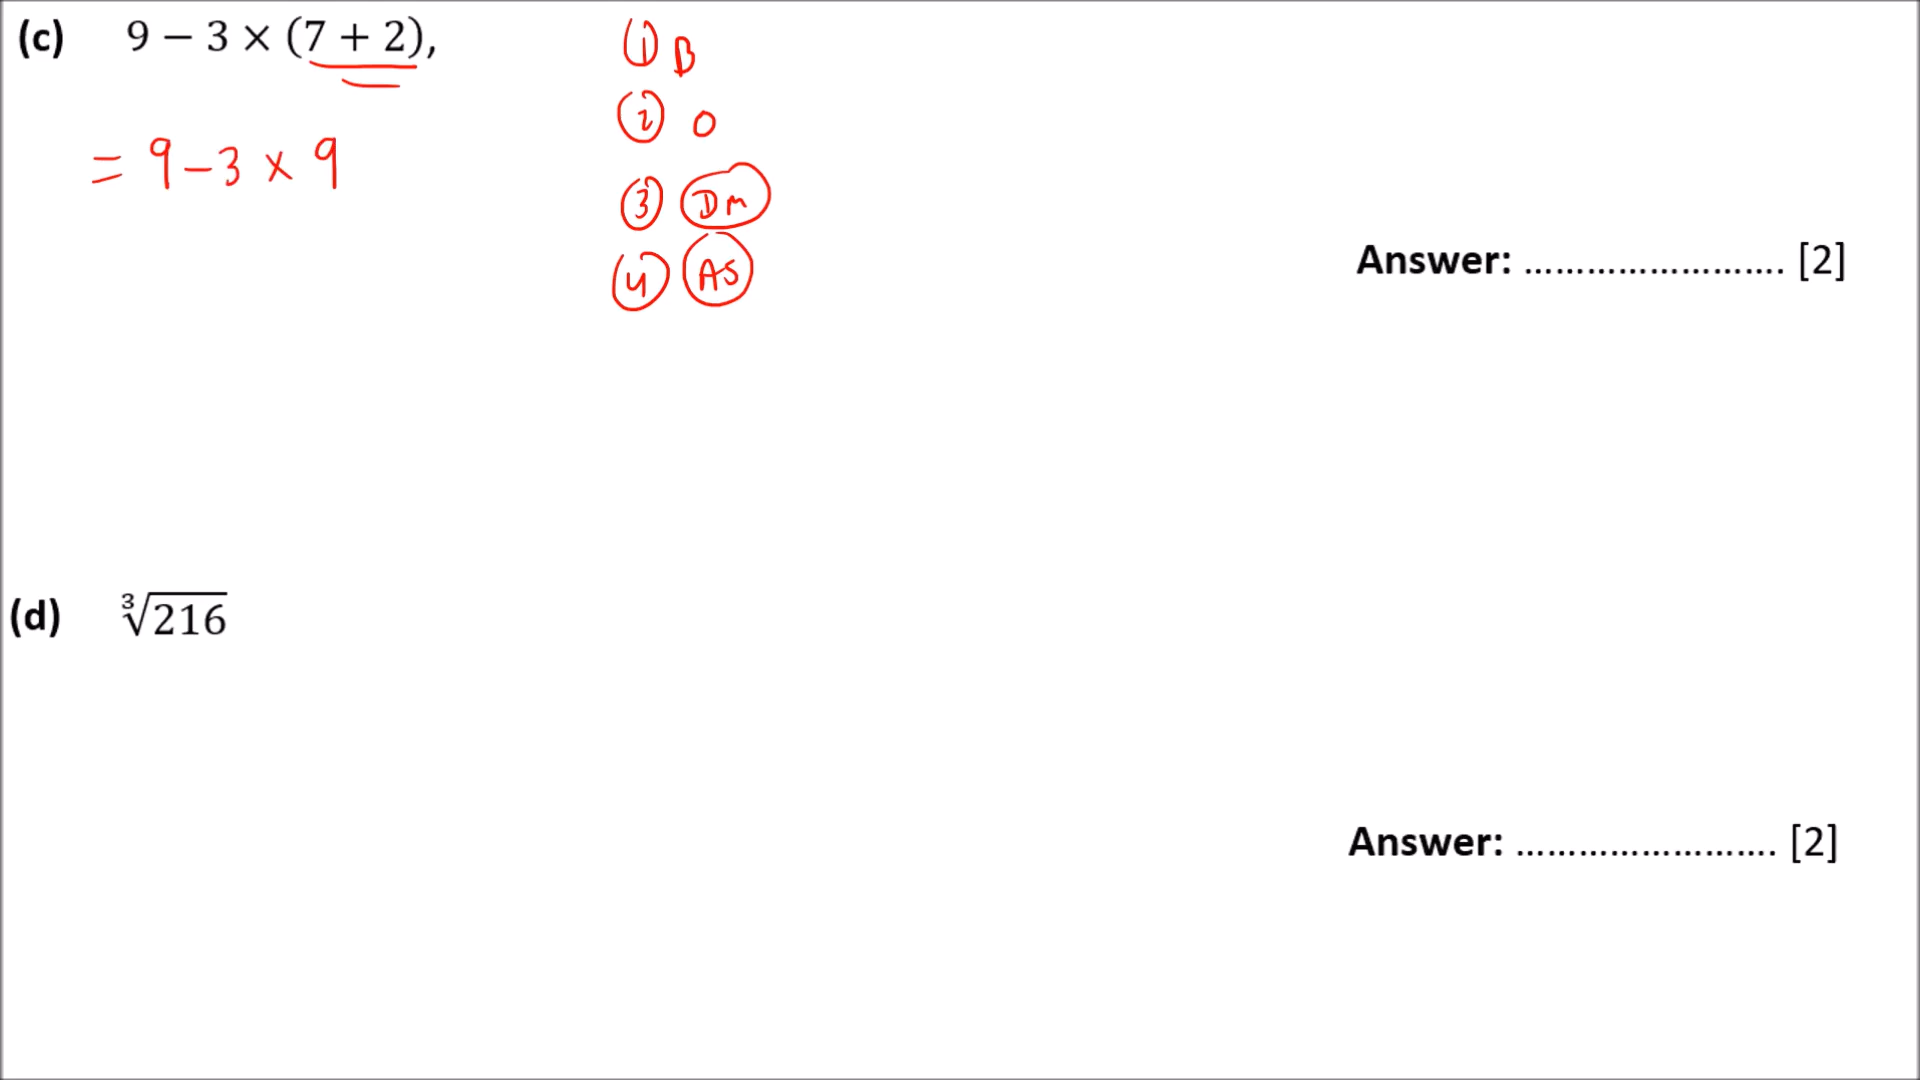 (c) 9 − 3 × (7 + 2),
= 9 − 3 × 9
① B
② O
③ DM
④ AS
Answer: ........................ [2]
(d) ∛216
Answer: ........................ [2]